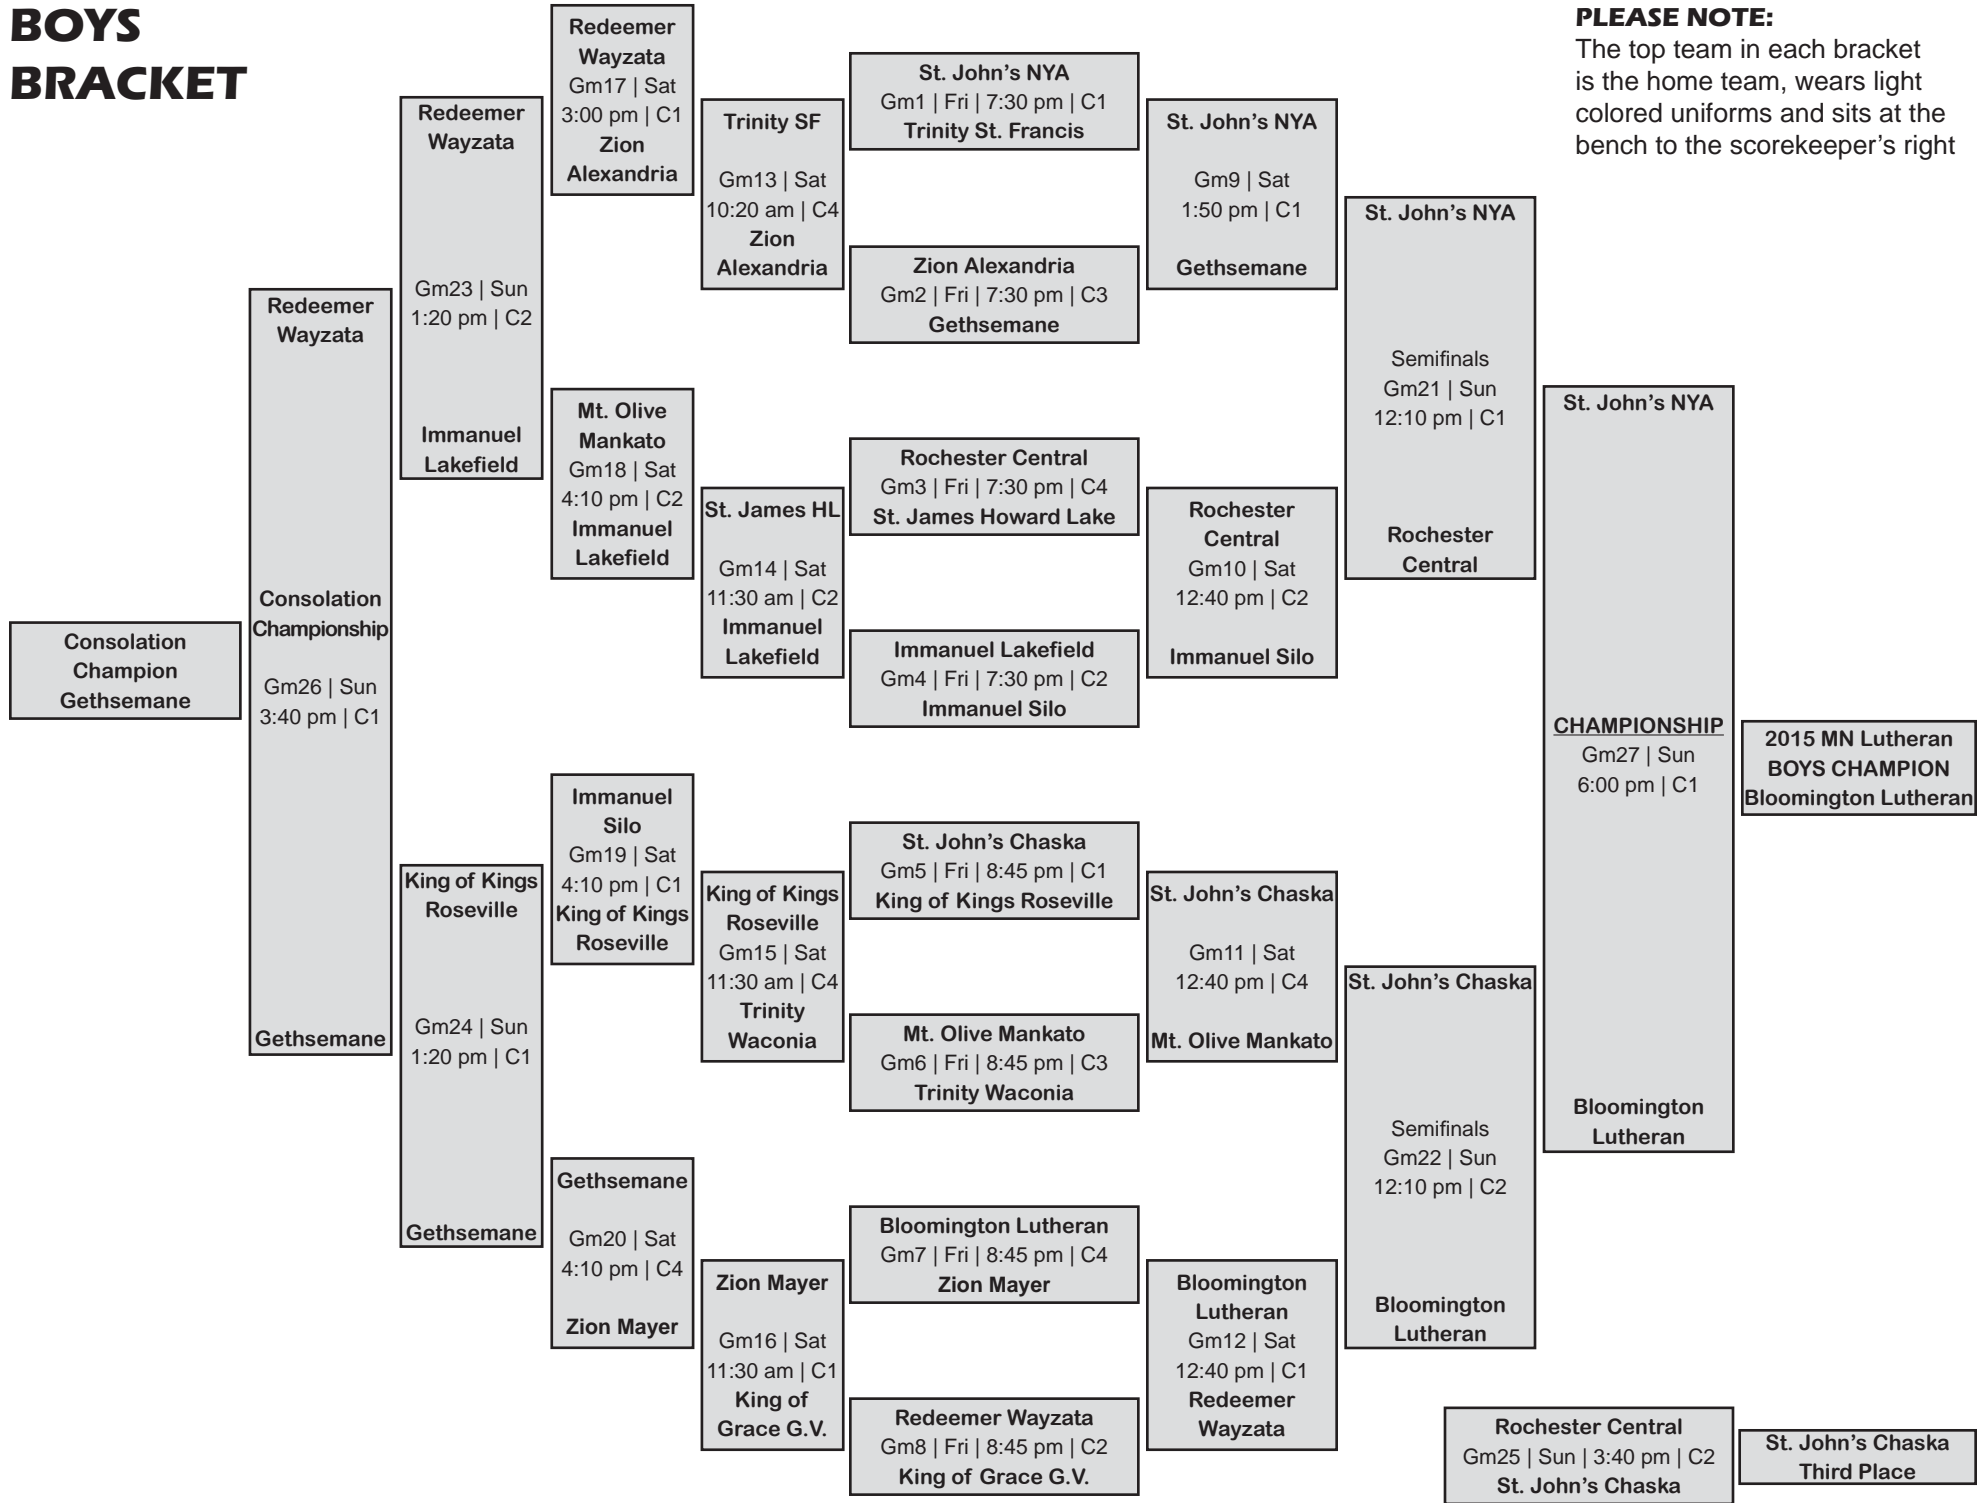 BOYS
BRACKET
PLEASE NOTE:
The top team in each bracket
is the home team, wears light
colored uniforms and sits at the
bench to the scorekeeper's right
Consolation
Champion
Gethsemane
Redeemer
Wayzata
Consolation
Championship
Gm26 | Sun
3:40 pm | C1
Gethsemane
Redeemer
Wayzata
Gm23 | Sun
1:20 pm | C2
Immanuel
Lakefield
King of Kings
Roseville
Gm24 | Sun
1:20 pm | C1
Gethsemane
Redeemer
Wayzata
Gm17 | Sat
3:00 pm | C1
Zion
Alexandria
Mt. Olive
Mankato
Gm18 | Sat
4:10 pm | C2
Immanuel
Lakefield
Immanuel
Silo
Gm19 | Sat
4:10 pm | C1
King of Kings
Roseville
Gethsemane
Gm20 | Sat
4:10 pm | C4
Zion Mayer
Trinity SF
Gm13 | Sat
10:20 am | C4
Zion
Alexandria
St. James HL
Gm14 | Sat
11:30 am | C2
Immanuel
Lakefield
King of Kings
Roseville
Gm15 | Sat
11:30 am | C4
Trinity
Waconia
Zion Mayer
Gm16 | Sat
11:30 am | C1
King of
Grace G.V.
St. John's NYA
Gm1 | Fri | 7:30 pm | C1
Trinity St. Francis
Zion Alexandria
Gm2 | Fri | 7:30 pm | C3
Gethsemane
Rochester Central
Gm3 | Fri | 7:30 pm | C4
St. James Howard Lake
Immanuel Lakefield
Gm4 | Fri | 7:30 pm | C2
Immanuel Silo
St. John's Chaska
Gm5 | Fri | 8:45 pm | C1
King of Kings Roseville
Mt. Olive Mankato
Gm6 | Fri | 8:45 pm | C3
Trinity Waconia
Bloomington Lutheran
Gm7 | Fri | 8:45 pm | C4
Zion Mayer
Redeemer Wayzata
Gm8 | Fri | 8:45 pm | C2
King of Grace G.V.
St. John's NYA
Gm9 | Sat
1:50 pm | C1
Gethsemane
Rochester
Central
Gm10 | Sat
12:40 pm | C2
Immanuel Silo
St. John's Chaska
Gm11 | Sat
12:40 pm | C4
Mt. Olive Mankato
Bloomington
Lutheran
Gm12 | Sat
12:40 pm | C1
Redeemer
Wayzata
St. John's NYA
Semifinals
Gm21 | Sun
12:10 pm | C1
Rochester
Central
St. John's Chaska
Semifinals
Gm22 | Sun
12:10 pm | C2
Bloomington
Lutheran
St. John's NYA
CHAMPIONSHIP
Gm27 | Sun
6:00 pm | C1
Bloomington
Lutheran
2015 MN Lutheran
BOYS CHAMPION
Bloomington Lutheran
Rochester Central
Gm25 | Sun | 3:40 pm | C2
St. John's Chaska
St. John's Chaska
Third Place